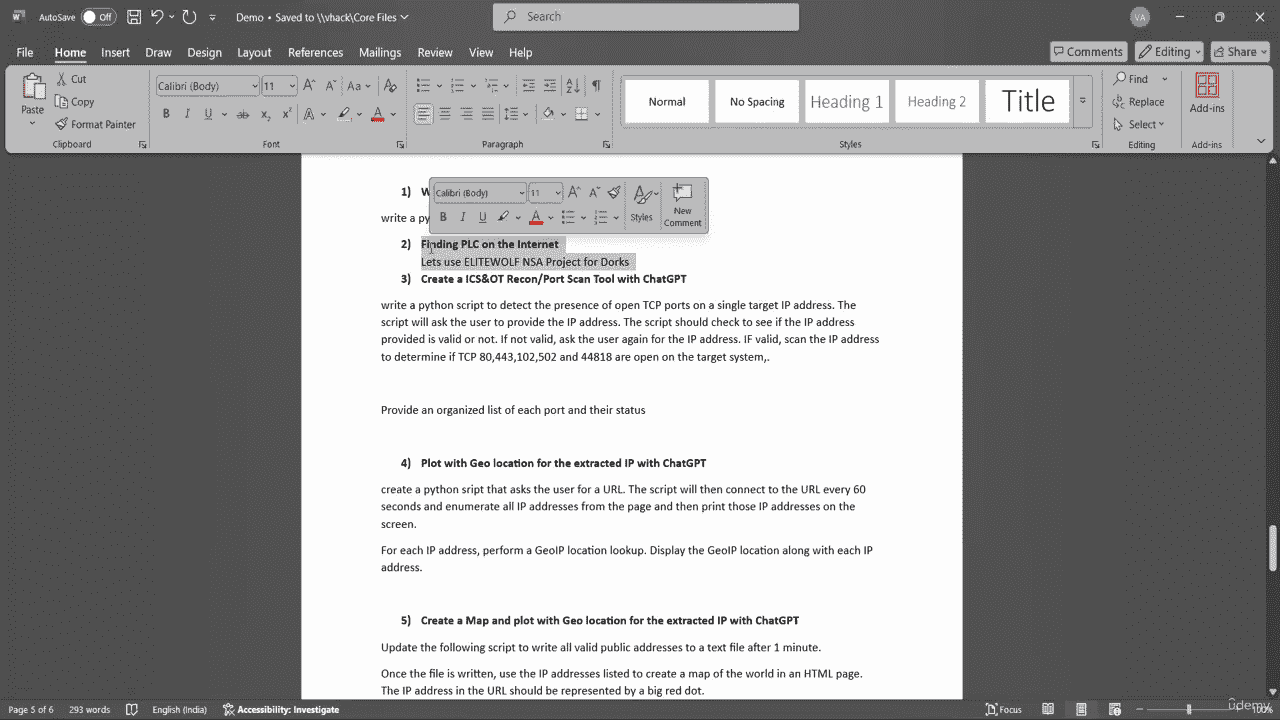 AutoSave Off Demo • Saved to \\vhack\Core Files Search VA
File Home Insert Draw Design Layout References Mailings Review View Help Comments Editing Share
Paste Cut Copy Format Painter Clipboard
Calibri (Body) 11 Font
Paragraph
Normal No Spacing Heading 1 Heading 2 Title Styles
Find Replace Select Editing
Add-ins Add-ins
1) W
Calibri (Body) 11 Styles New Comment
write a py
2) Finding PLC on the Internet
Lets use ELITEWOLF NSA Project for Dorks
3) Create a ICS&OT Recon/Port Scan Tool with ChatGPT
write a python script to detect the presence of open TCP ports on a single target IP address. The
script will ask the user to provide the IP address. The script should check to see if the IP address
provided is valid or not. If not valid, ask the user again for the IP address. IF valid, scan the IP address
to determine if TCP 80,443,102,502 and 44818 are open on the target system,.
Provide an organized list of each port and their status
4) Plot with Geo location for the extracted IP with ChatGPT
create a python sript that asks the user for a URL. The script will then connect to the URL every 60
seconds and enumerate all IP addresses from the page and then print those IP addresses on the
screen.
For each IP address, perform a GeoIP location lookup. Display the GeoIP location along with each IP
address.
5) Create a Map and plot with Geo location for the extracted IP with ChatGPT
Update the following script to write all valid public addresses to a text file after 1 minute.
Once the file is written, use the IP addresses listed to create a map of the world in an HTML page.
The IP address in the URL should be represented by a big red dot.
Page 5 of 6 293 words English (India) Accessibility: Investigate Focus